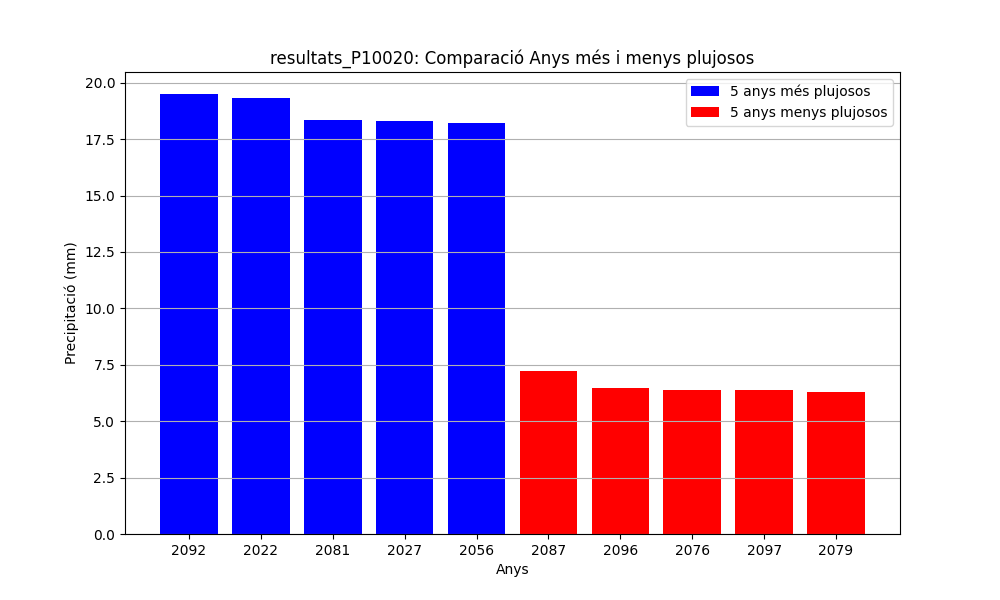 resultats_P10020: Comparació Anys més i menys plujosos
5 anys més plujosos
5 anys menys plujosos
Precipitació (mm)
20.0
17.5
15.0
12.5
10.0
7.5
5.0
2.5
0.0
2092 2022 2081 2027 2056 2087 2096 2076 2097 2079
Anys